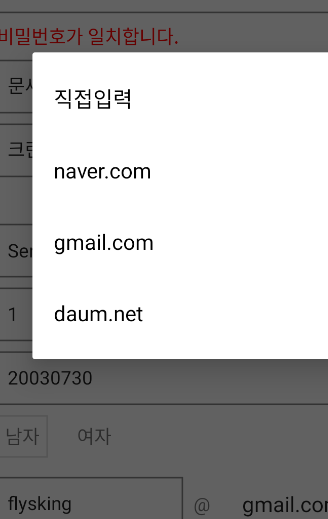 비밀번호가 일치합니다.
문서
직접입력
크런
naver.com
gmail.com
Ser
1
daum.net
20030730
남자 여자
flysking @ gmail.com